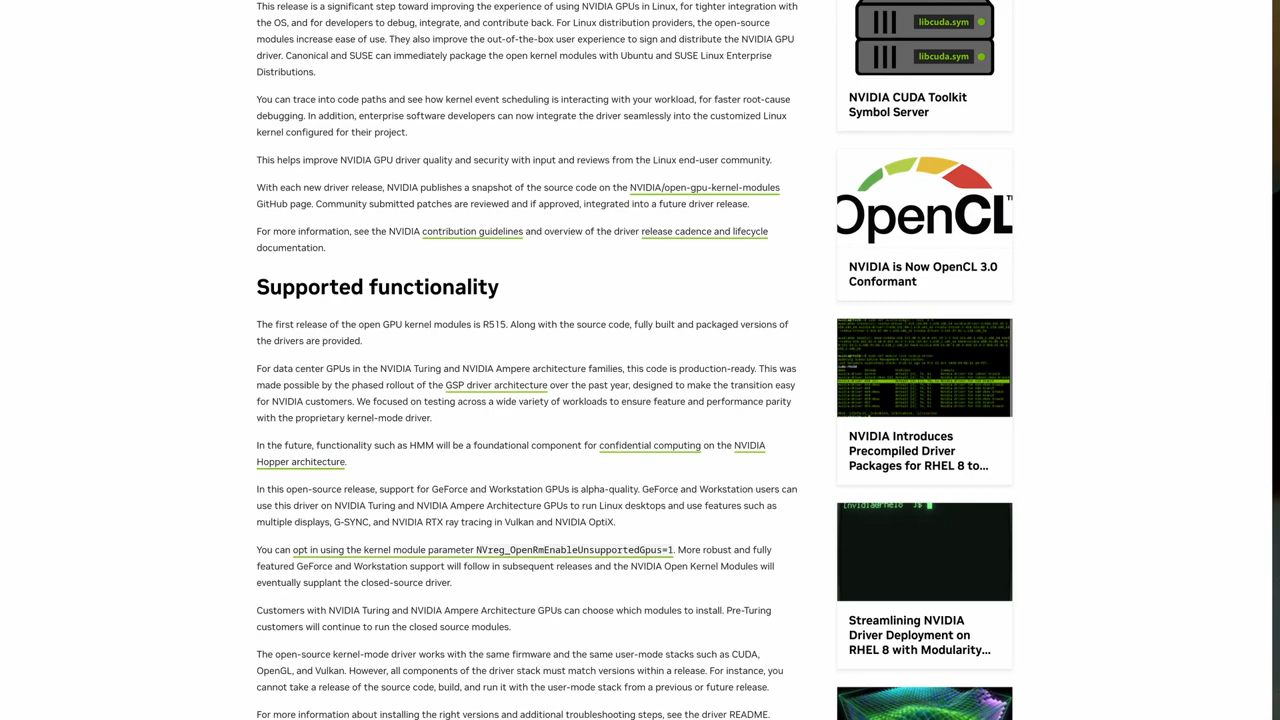 This release is a significant step toward improving the experience of using NVIDIA GPUs in Linux, for tighter integration with
the OS, and for developers to debug, integrate, and contribute back. For Linux distribution providers, the open-source
modules increase ease of use. They also improve the out-of-the-box user experience to sign and distribute the NVIDIA GPU
driver. Canonical and SUSE can immediately package the open kernel modules with Ubuntu and SUSE Linux Enterprise
Distributions.
You can trace into code paths and see how kernel event scheduling is interacting with your workload, for faster root-cause
debugging. In addition, enterprise software developers can now integrate the driver seamlessly into the customized Linux
kernel configured for their project.
This helps improve NVIDIA GPU driver quality and security with input and reviews from the Linux end-user community.
With each new driver release, NVIDIA publishes a snapshot of the source code on the NVIDIA/open-gpu-kernel-modules
GitHub page. Community submitted patches are reviewed and if approved, integrated into a future driver release.
For more information, see the NVIDIA contribution guidelines and overview of the driver release cadence and lifecycle
documentation.
Supported functionality
The first release of the open GPU kernel modules is R515. Along with the source code, fully built and packaged versions of
the drivers are provided.
For data center GPUs in the NVIDIA Turing and NVIDIA Ampere architecture families, this code is production-ready. This was
made possible by the phased rollout of the GSP driver architecture over the past year, designed to make the transition easy
for NVIDIA customers. We focused on testing across a wide variety of workloads to ensure feature and performance parity
with the proprietary kernel-mode driver.
In the future, functionality such as HMM will be a foundational component for confidential computing on the NVIDIA
Hopper architecture.
In this open-source release, support for GeForce and Workstation GPUs is alpha-quality. GeForce and Workstation users can
use this driver on NVIDIA Turing and NVIDIA Ampere Architecture GPUs to run Linux desktops and use features such as
multiple displays, G-SYNC, and NVIDIA RTX ray tracing in Vulkan and NVIDIA OptiX.
You can opt in using the kernel module parameter NVreg_OpenRmEnableUnsupportedGpus=1. More robust and fully
featured GeForce and Workstation support will follow in subsequent releases and the NVIDIA Open Kernel Modules will
eventually supplant the closed-source driver.
Customers with NVIDIA Turing and NVIDIA Ampere Architecture GPUs can choose which modules to install. Pre-Turing
customers will continue to run the closed source modules.
The open-source kernel-mode driver works with the same firmware and the same user-mode stacks such as CUDA,
OpenGL, and Vulkan. However, all components of the driver stack must match versions within a release. For instance, you
cannot take a release of the source code, build, and run it with the user-mode stack from a previous or future release.
For more information about installing the right versions and additional troubleshooting steps, see the driver README.
libcuda.sym
libcuda.sym
NVIDIA CUDA Toolkit
Symbol Server
OpenCL
NVIDIA is Now OpenCL 3.0
Conformant
NVIDIA Introduces
Precompiled Driver
Packages for RHEL 8 to...
[nvidia@rhel8 ~]$
Streamlining NVIDIA
Driver Deployment on
RHEL 8 with Modularity...